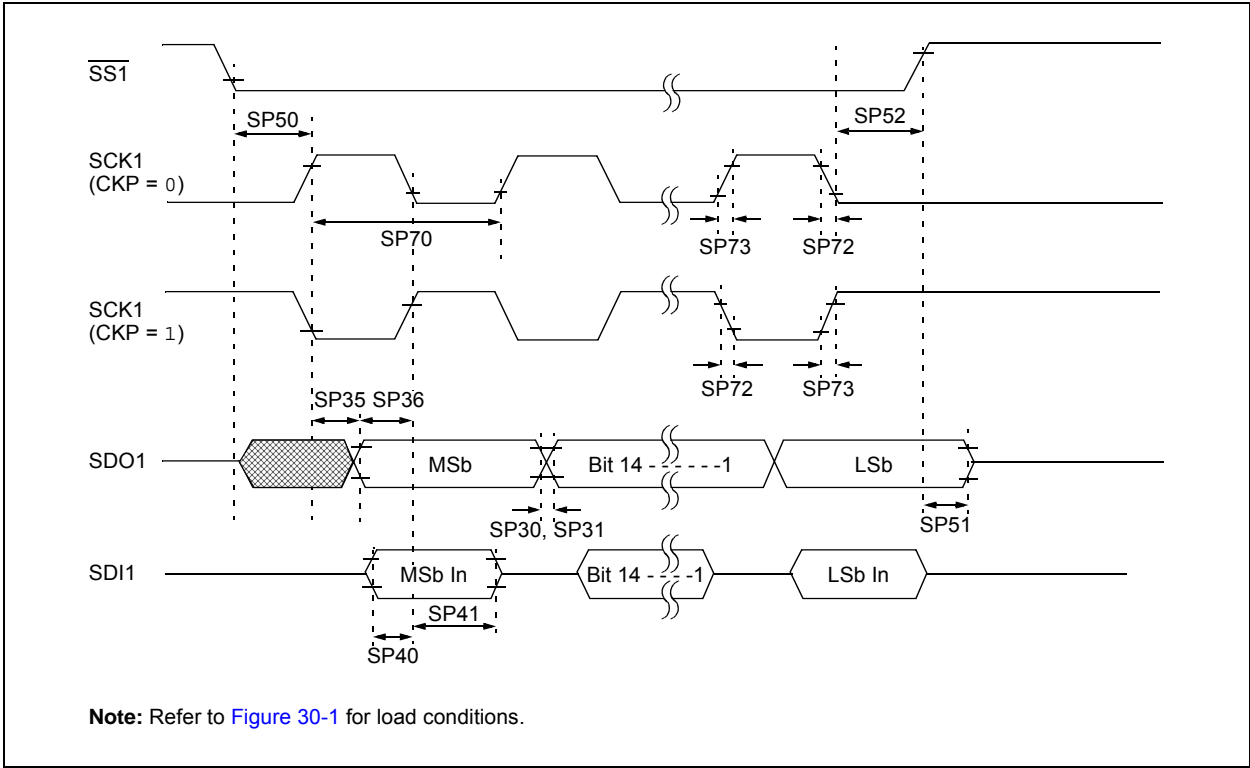 SS1
SP50
SP52
SCK1
(CKP = 0)
SP70
SP73
SP72
SCK1
(CKP = 1)
SP72
SP73
SP35 SP36
SDO1
MSb
Bit 14 - - - - - - -1
LSb
SP30, SP31
SP51
SDI1
MSb In
Bit 14 - - - -1
LSb In
SP41
SP40
Note: Refer to Figure 30-1 for load conditions.